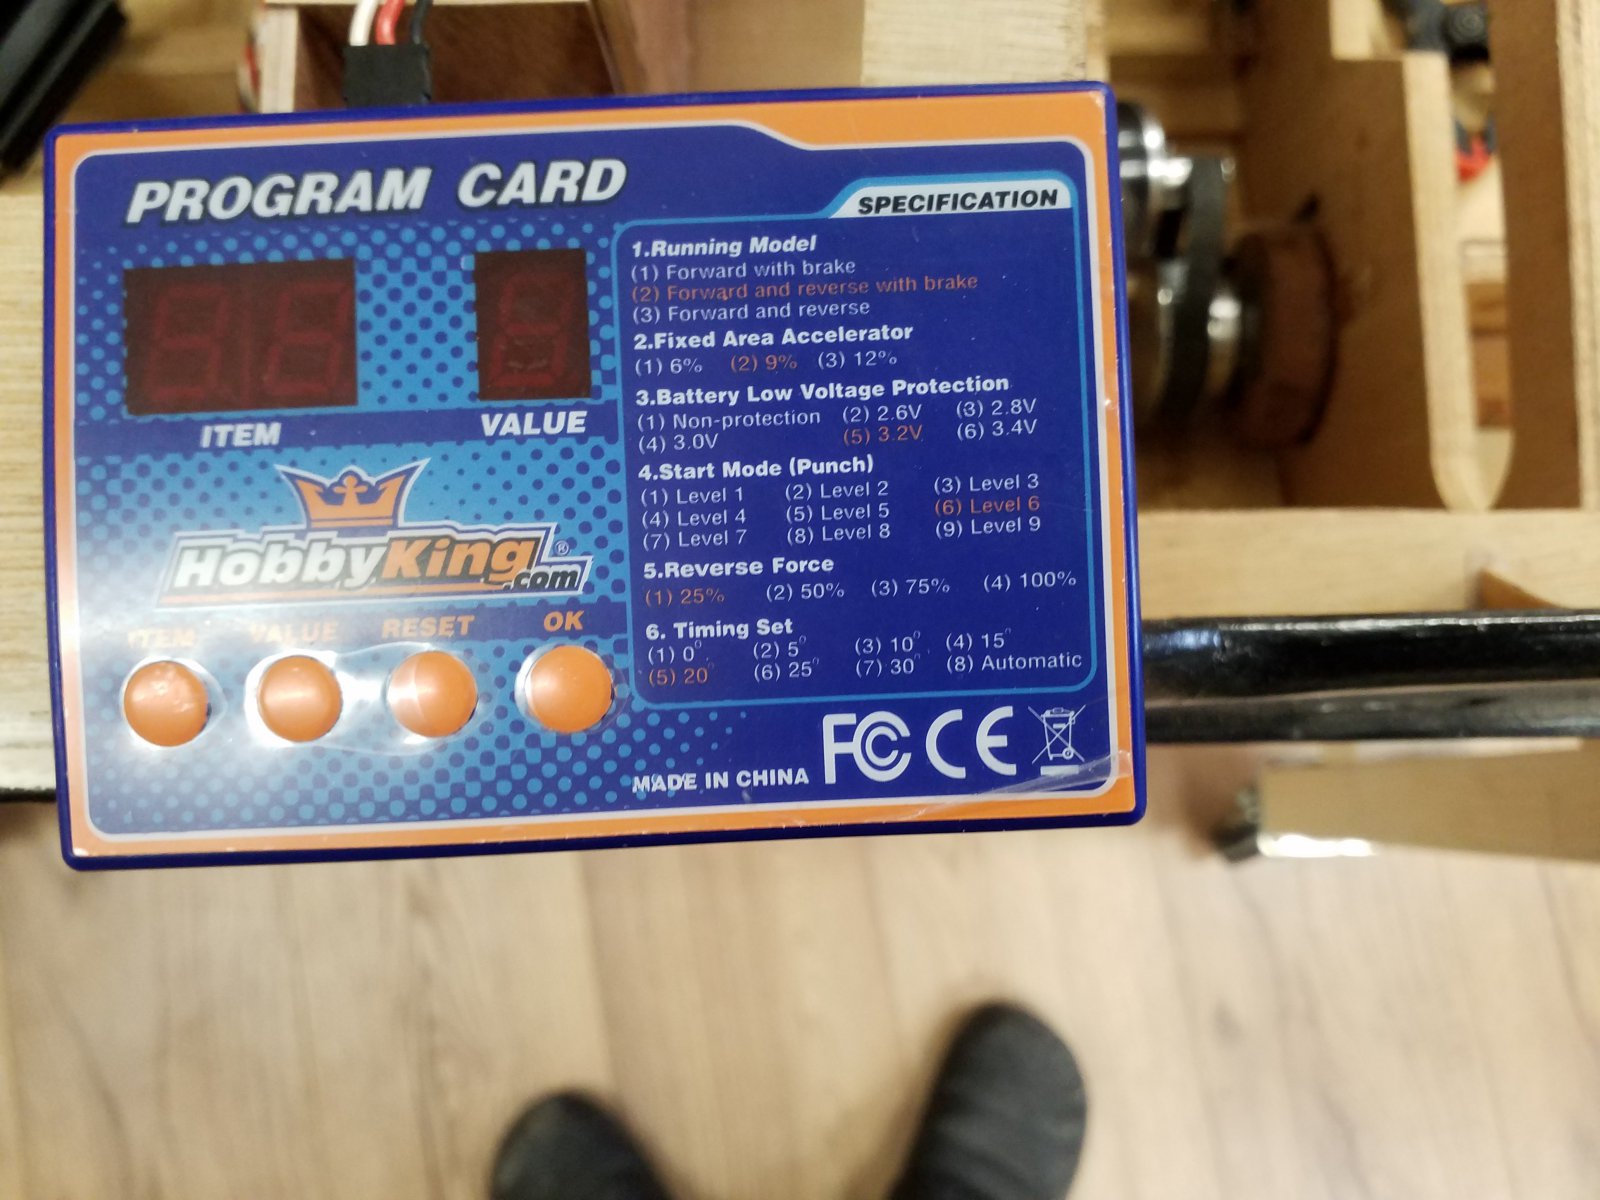 PROGRAM CARD
ITEM
VALUE
HobbyKing®
.com
ITEM VALUE RESET OK
SPECIFICATION
1.Running Model
(1) Forward with brake
(2) Forward and reverse with brake
(3) Forward and reverse
2.Fixed Area Accelerator
(1) 6% (2) 9% (3) 12%
3.Battery Low Voltage Protection
(1) Non-protection (2) 2.6V (3) 2.8V
(4) 3.0V (5) 3.2V (6) 3.4V
4.Start Mode (Punch)
(1) Level 1 (2) Level 2 (3) Level 3
(4) Level 4 (5) Level 5 (6) Level 6
(7) Level 7 (8) Level 8 (9) Level 9
5.Reverse Force
(1) 25% (2) 50% (3) 75% (4) 100%
6. Timing Set
(1) 0° (2) 5° (3) 10° (4) 15°
(5) 20° (6) 25° (7) 30° (8) Automatic
MADE IN CHINA FC CE